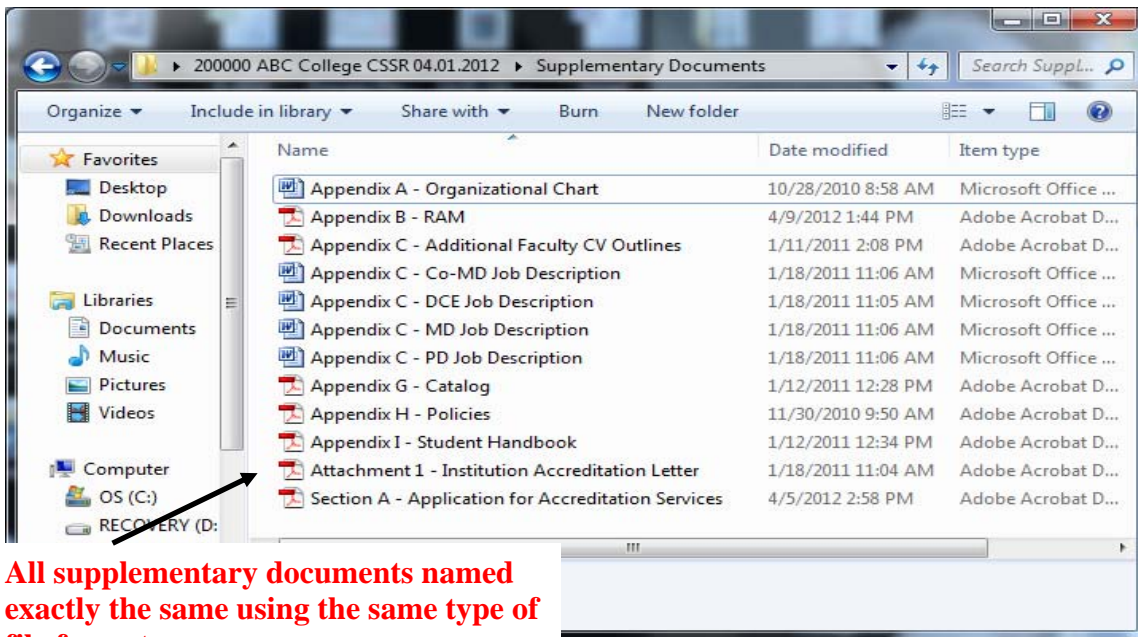 200000 ABC College CSSR 04.01.2012 Supplementary Documents Search Suppl...
Organize Include in library Share with Burn New folder
Name Date modified Item type
Favorites
Desktop
Downloads
Recent Places
Libraries
Documents
Music
Pictures
Videos
Computer
OS (C:)
RECOVERY (D:
Appendix A - Organizational Chart 10/28/2010 8:58 AM Microsoft Office ...
Appendix B - RAM 4/9/2012 1:44 PM Adobe Acrobat D...
Appendix C - Additional Faculty CV Outlines 1/11/2011 2:08 PM Adobe Acrobat D...
Appendix C - Co-MD Job Description 1/18/2011 11:06 AM Microsoft Office ...
Appendix C - DCE Job Description 1/18/2011 11:05 AM Microsoft Office ...
Appendix C - MD Job Description 1/18/2011 11:06 AM Microsoft Office ...
Appendix C - PD Job Description 1/18/2011 11:06 AM Microsoft Office ...
Appendix G - Catalog 1/12/2011 12:28 PM Adobe Acrobat D...
Appendix H - Policies 11/30/2010 9:50 AM Adobe Acrobat D...
Appendix I - Student Handbook 1/12/2011 12:34 PM Adobe Acrobat D...
Attachment 1 - Institution Accreditation Letter 1/18/2011 11:04 AM Adobe Acrobat D...
Section A - Application for Accreditation Services 4/5/2012 2:58 PM Adobe Acrobat D...
All supplementary documents named
exactly the same using the same type of